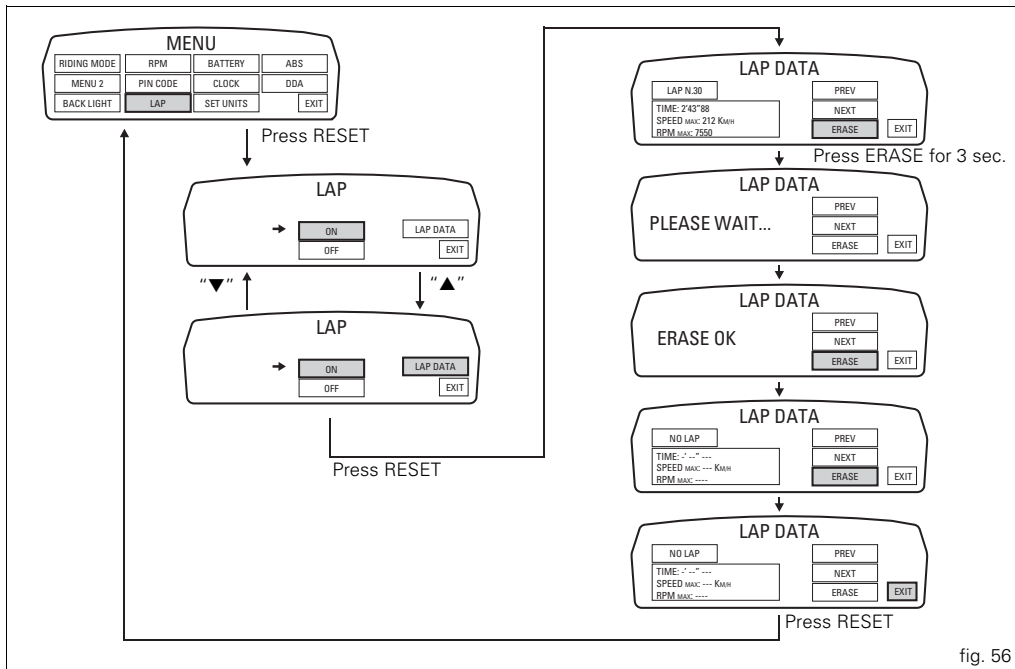 MENU
RIDING MODE RPM BATTERY ABS
MENU 2 PIN CODE CLOCK DDA
BACK LIGHT LAP SET UNITS EXIT
Press RESET
LAP
→ ON LAP DATA
OFF EXIT
"▼" "▲"
LAP
→ ON LAP DATA
OFF EXIT
Press RESET
LAP DATA
LAP N.30 PREV
TIME: 2'43"88 NEXT
SPEED MAX: 212 KM/H
RPM MAX: 7550 ERASE EXIT
Press ERASE for 3 sec.
LAP DATA
PREV
PLEASE WAIT... NEXT
ERASE EXIT
LAP DATA
PREV
ERASE OK NEXT
ERASE EXIT
LAP DATA
NO LAP PREV
TIME: -' --" --- NEXT
SPEED MAX: --- KM/H
RPM MAX: ---- ERASE EXIT
LAP DATA
NO LAP PREV
TIME: -' --" --- NEXT
SPEED MAX: --- KM/H
RPM MAX: ---- ERASE EXIT
Press RESET
fig. 56